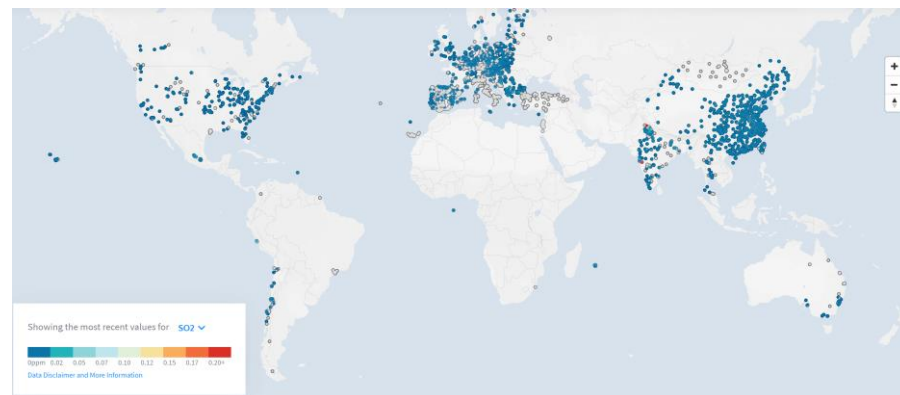 +
−
Showing the most recent values for SO2
0ppm 0.02 0.05 0.07 0.10 0.12 0.15 0.17 0.20+
Data Disclaimer and More Information